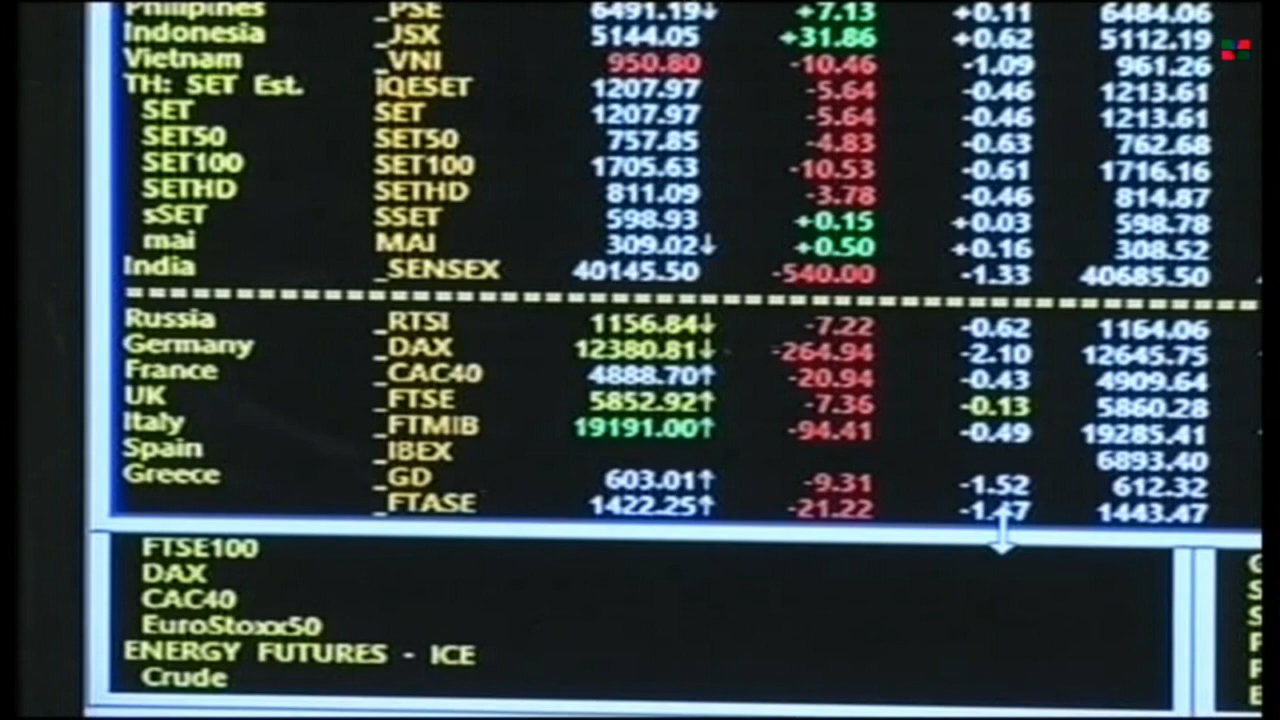 Philipines _PSE 6491.19↓ +7.13 +0.11 6484.06
Indonesia _JSX 5144.05 +31.86 +0.62 5112.19
Vietnam _VNI 950.80 -10.46 -1.09 961.26
TH: SET Est. IQESET 1207.97 -5.64 -0.46 1213.61
SET SET 1207.97 -5.64 -0.46 1213.61
SET50 SET50 757.85 -4.83 -0.63 762.68
SET100 SET100 1705.63 -10.53 -0.61 1716.16
SETHD SETHD 811.09 -3.78 -0.46 814.87
sSET SSET 598.93 +0.15 +0.03 598.78
mai MAI 309.02↓ +0.50 +0.16 308.52
India _SENSEX 40145.50 -540.00 -1.33 40685.50
Russia _RTSI 1156.84↓ -7.22 -0.62 1164.06
Germany _DAX 12380.81↓ -264.94 -2.10 12645.75
France _CAC40 4888.70↑ -20.94 -0.43 4909.64
UK _FTSE 5852.92↑ -7.36 -0.13 5860.28
Italy _FTMIB 19191.00↑ -94.41 -0.49 19285.41
Spain _IBEX 6893.40
Greece _GD 603.01↑ -9.31 -1.52 612.32
_FTASE 1422.25↑ -21.22 -1.47 1443.47
FTSE100
DAX
CAC40
EuroStoxx50
ENERGY FUTURES - ICE
Crude